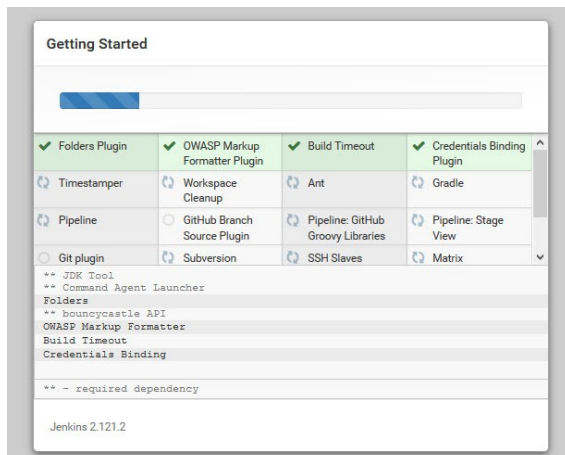 Getting Started
Folders Plugin
OWASP Markup
Formatter Plugin
Build Timeout
Credentials Binding
Plugin
Timestamper
Workspace
Cleanup
Ant
Gradle
Pipeline
GitHub Branch
Source Plugin
Pipeline: GitHub
Groovy Libraries
Pipeline: Stage
View
Git plugin
Subversion
SSH Slaves
Matrix
** JDK Tool
** Command Agent Launcher
Folders
** bouncycastle API
OWASP Markup Formatter
Build Timeout
Credentials Binding
** - required dependency
Jenkins 2.121.2